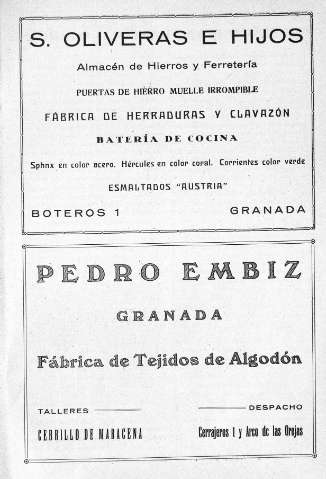 S. OLIVERAS E HIJOS
Almacén de Hierros y Ferretería
PUERTAS DE HIERRO MUELLE IRROMPIBLE
FÁBRICA DE HERRADURAS Y CLAVAZÓN
BATERÍA DE COCINA
Sphnx en color acero. Hércules en color coral. Corrientes color verde
ESMALTADOS "AUSTRIA"
BOTEROS 1 GRANADA
PEDRO EMBIZ
GRANADA
Fábrica de Tejidos de Algodón
TALLERES DESPACHO
CERRILLO DE MARACENA Cerrajeros 1 y Arco de las Orejas